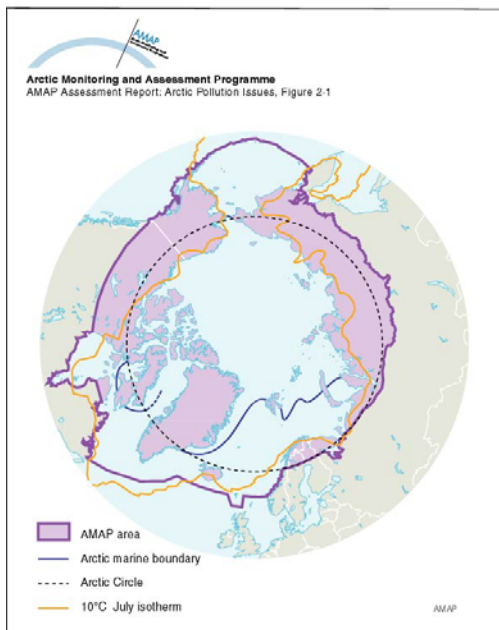 AMAP
Arctic Monitoring and Assessment Programme
AMAP Assessment Report: Arctic Pollution Issues, Figure 2-1
AMAP area
Arctic marine boundary
Arctic Circle
10°C July isotherm
AMAP